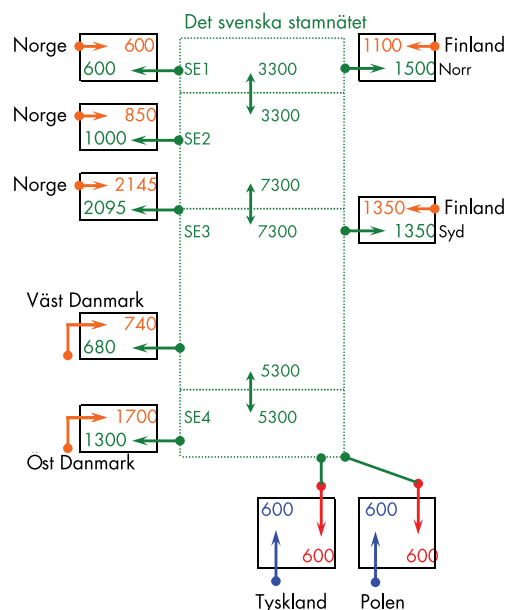 Det svenska stamnätet
Norge 600
600
SE1
3300
1100 Finland
1500 Norr
Norge 850
1000
SE2
3300
Norge 2145
2095
SE3
7300
7300
1350 Finland
1350 Syd
Väst Danmark
740
680
5300
1700
1300
SE4
5300
Öst Danmark
600
600
600
600
Tyskland
Polen